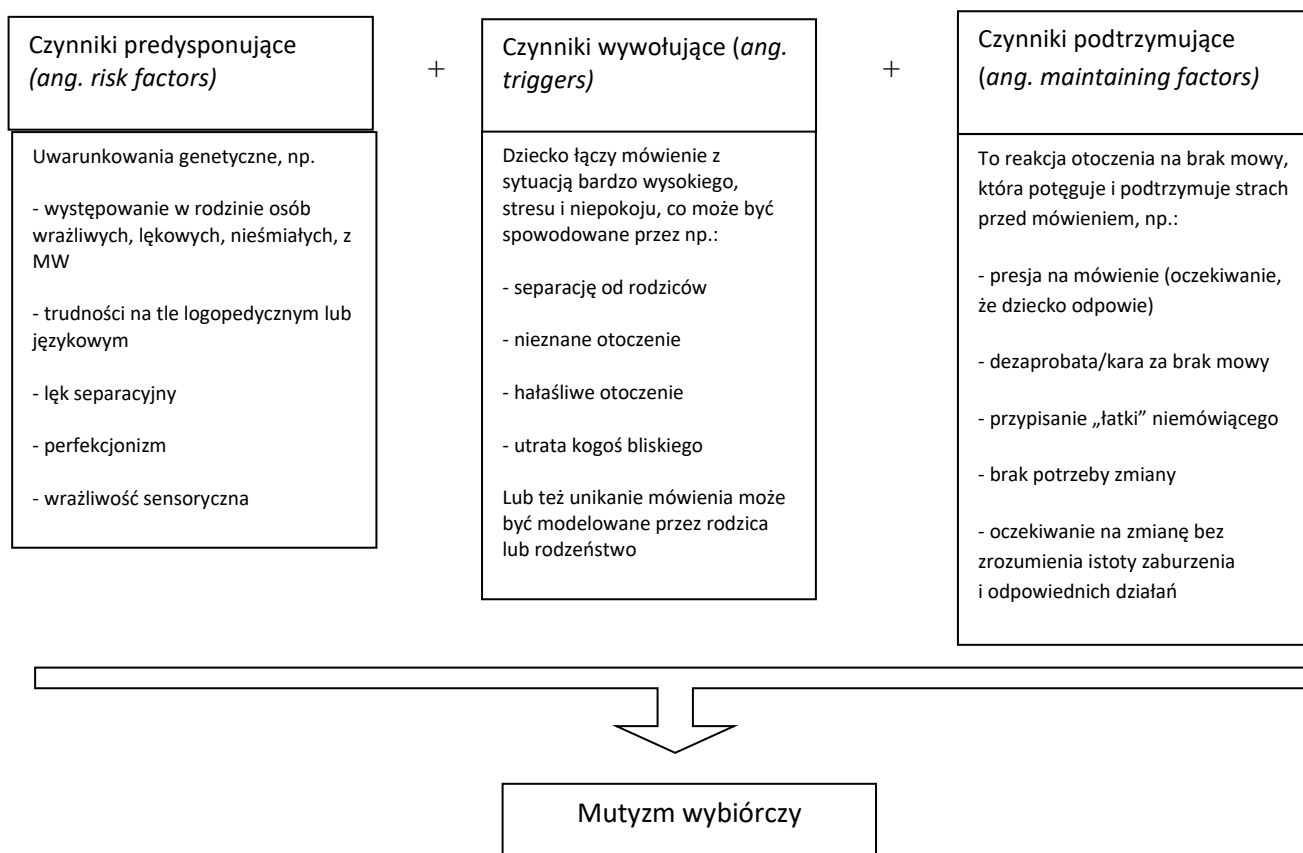 Czynniki predysponujące
(ang. risk factors)
Uwarunkowania genetyczne, np.
- występowanie w rodzinie osób
wrażliwych, lękowych, nieśmiałych, z
MW
- trudności na tle logopedycznym lub
językowym
- lęk separacyjny
- perfekcjonizm
- wrażliwość sensoryczna
+
Czynniki wywołujące (ang.
triggers)
Dziecko łączy mówienie z
sytuacją bardzo wysokiego,
stresu i niepokoju, co może być
spowodowane przez np.:
- separację od rodziców
- nieznane otoczenie
- hałaśliwe otoczenie
- utrata kogoś bliskiego
Lub też unikanie mówienia może
być modelowane przez rodzica
lub rodzeństwo
+
Czynniki podtrzymujące
(ang. maintaining factors)
To reakcja otoczenia na brak mowy,
która potęguje i podtrzymuje strach
przed mówieniem, np.:
- presja na mówienie (oczekiwanie,
że dziecko odpowie)
- dezaprobata/kara za brak mowy
- przypisanie „łatki” niemówiącego
- brak potrzeby zmiany
- oczekiwanie na zmianę bez
zrozumienia istoty zaburzenia
i odpowiednich działań
Mutyzm wybiórczy